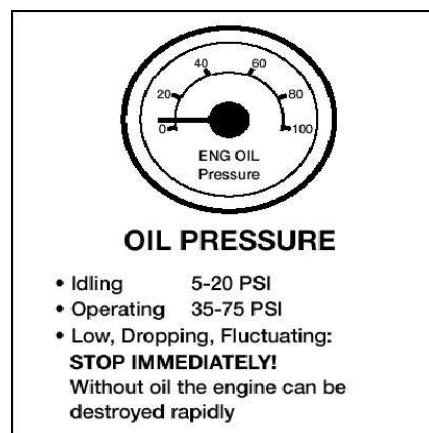 40 60
20 80
0 100
ENG OIL
Pressure
OIL PRESSURE
• Idling 5-20 PSI
• Operating 35-75 PSI
• Low, Dropping, Fluctuating:
STOP IMMEDIATELY!
Without oil the engine can be
destroyed rapidly